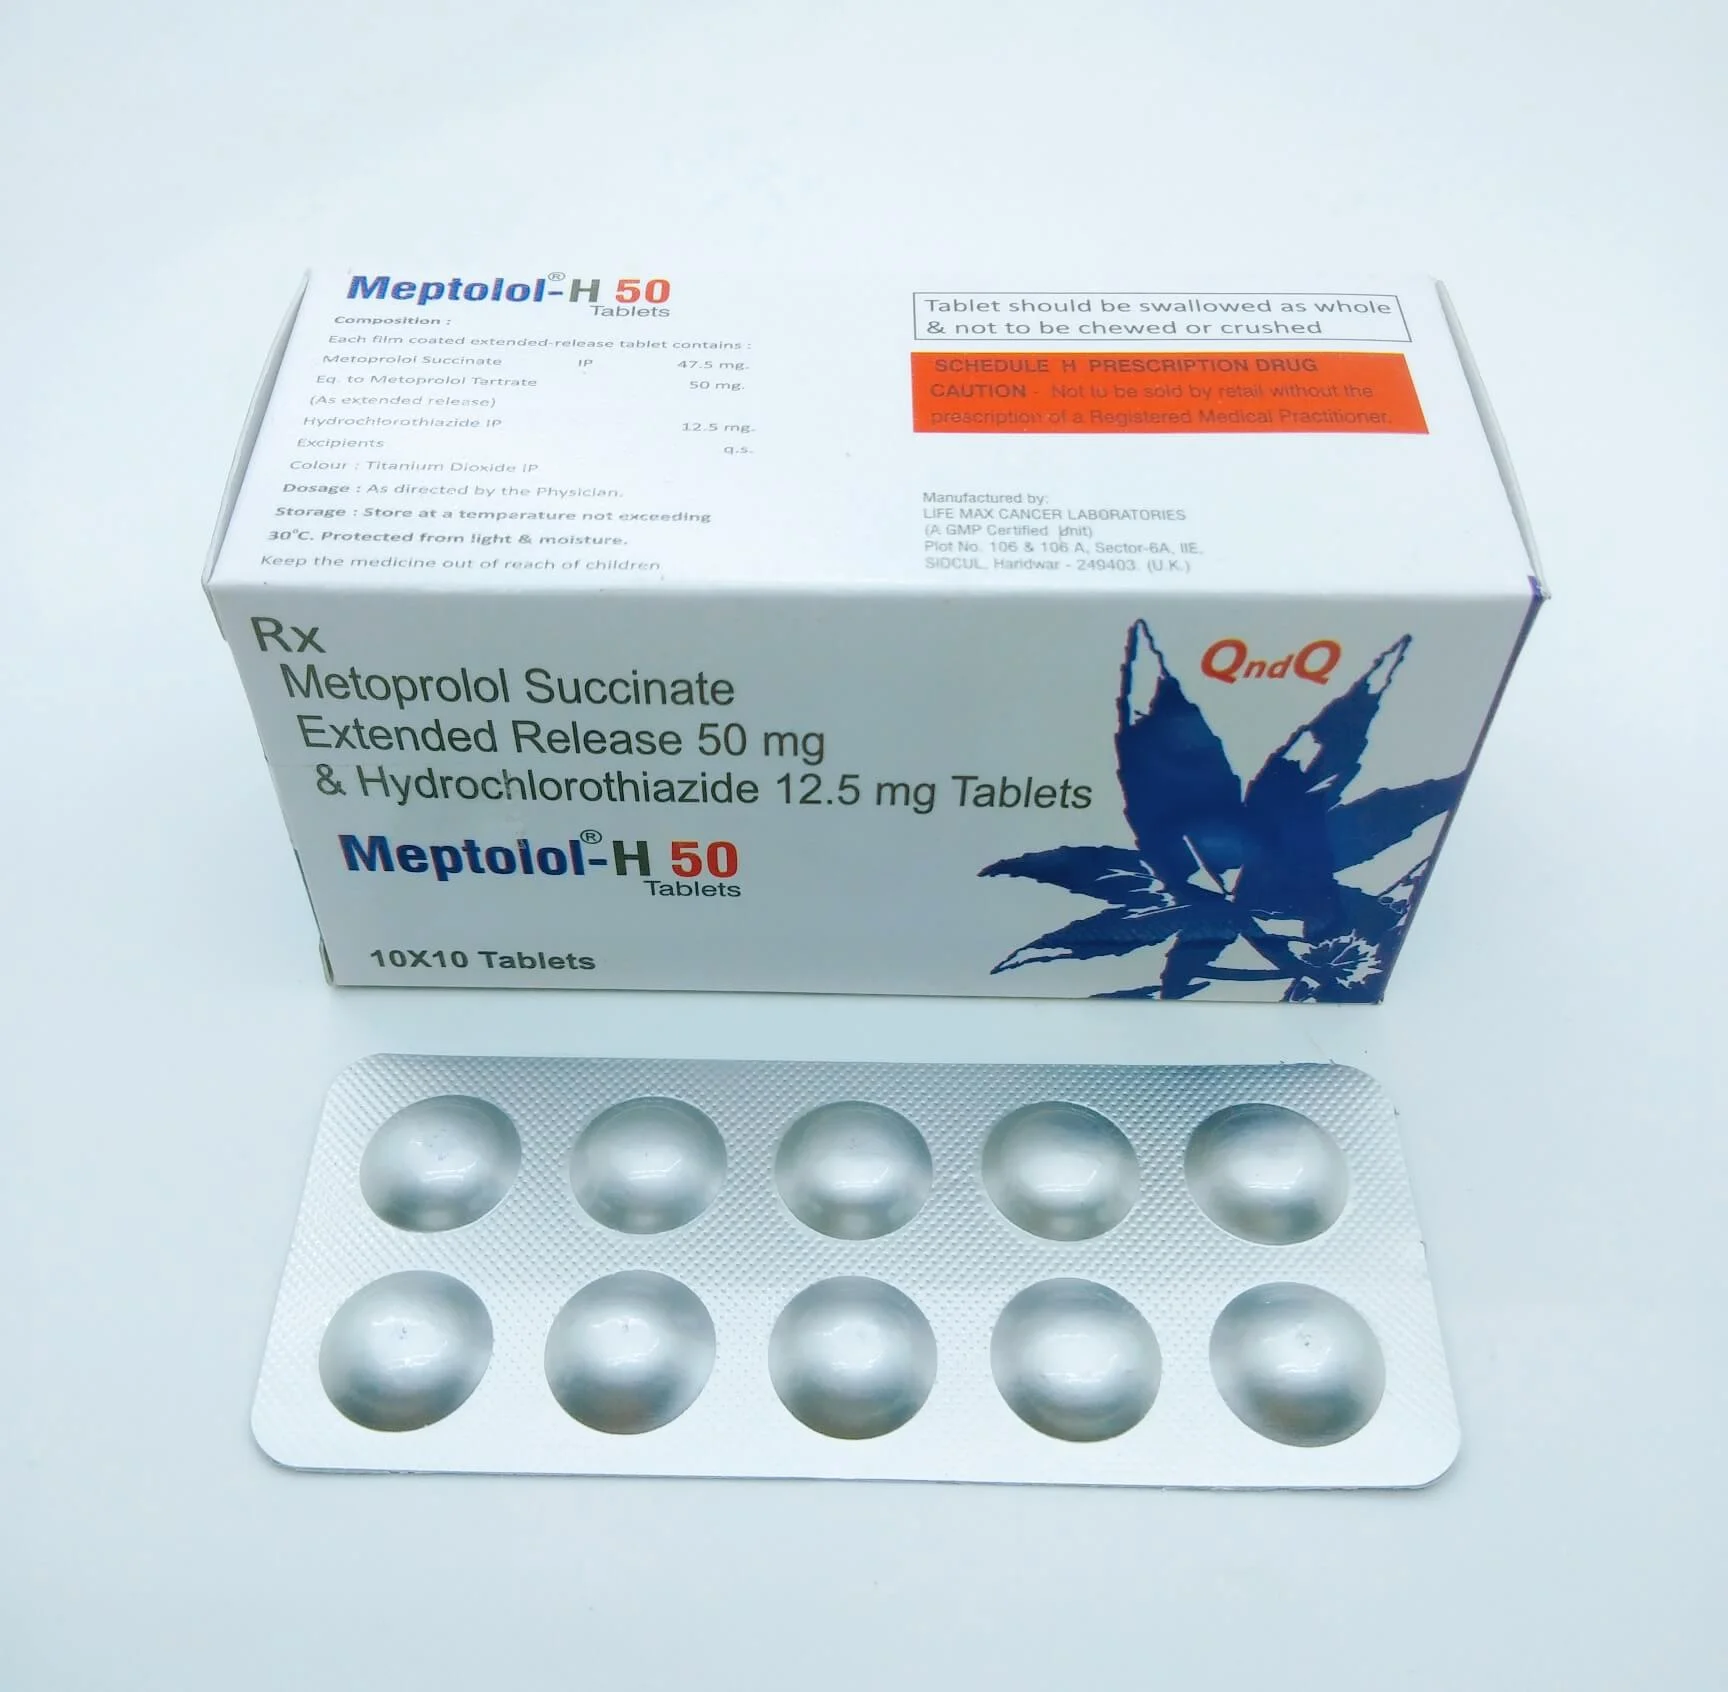 Meptolol®-H 50
Tablets
Composition :
Each film coated extended-release tablet contains :
Metoprolol Succinate IP 47.5 mg.
Eq. to Metoprolol Tartrate 50 mg.
(As extended release)
Hydrochlorothiazide IP 12.5 mg.
Excipients q.s.
Colour : Titanium Dioxide IP
Dosage : As directed by the Physician.
Storage : Store at a temperature not exceeding
30°C. Protected from light & moisture.
Keep the medicine out of reach of children
Tablet should be swallowed as whole
& not to be chewed or crushed
SCHEDULE H PRESCRIPTION DRUG
CAUTION - Not to be sold by retail without the
prescription of a Registered Medical Practitioner.
Manufactured by:
LIFE MAX CANCER LABORATORIES
(A GMP Certified Unit)
Plot No. 106 & 106 A, Sector-6A, IIE,
SIDCUL, Haridwar - 249403. (U.K.)
Rx
Metoprolol Succinate
Extended Release 50 mg
& Hydrochlorothiazide 12.5 mg Tablets
Meptolol®-H 50
Tablets
10X10 Tablets
QndQ